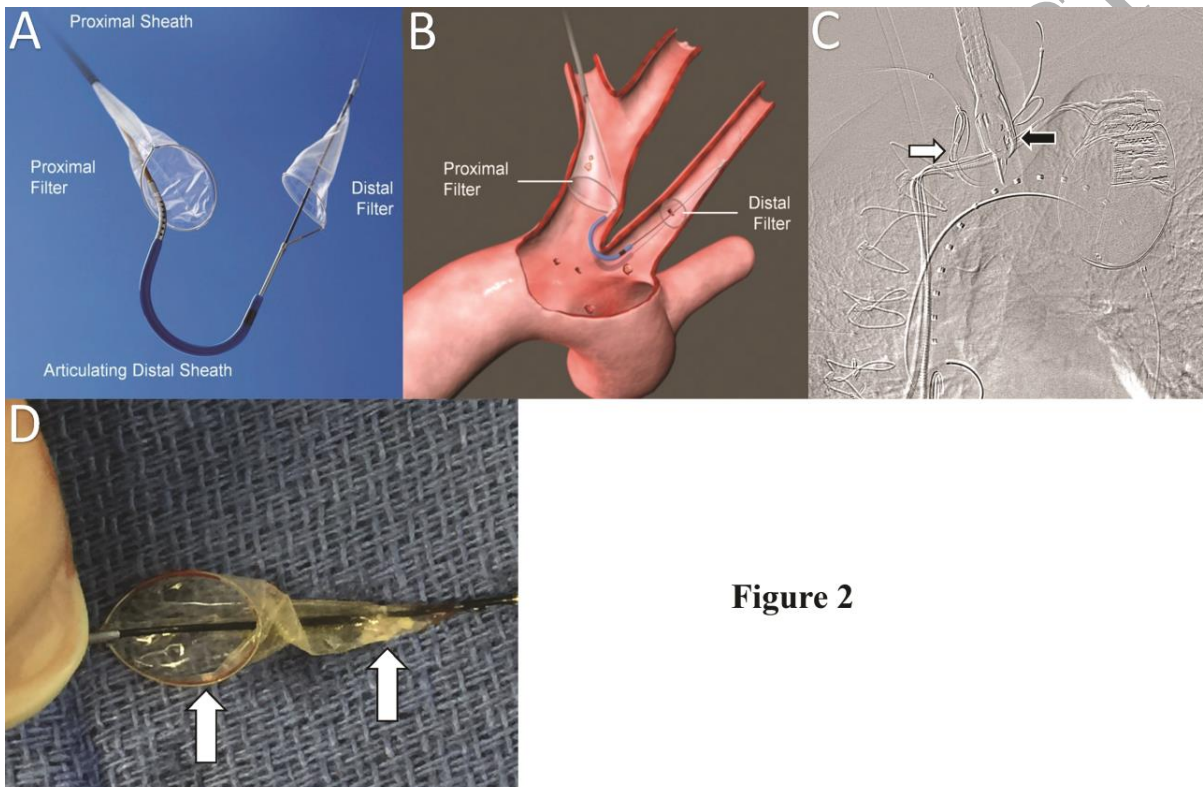 A
Proximal Sheath
Proximal
Filter
Distal
Filter
Articulating Distal Sheath
B
Proximal
Filter
Distal
Filter
C
D
Figure 2